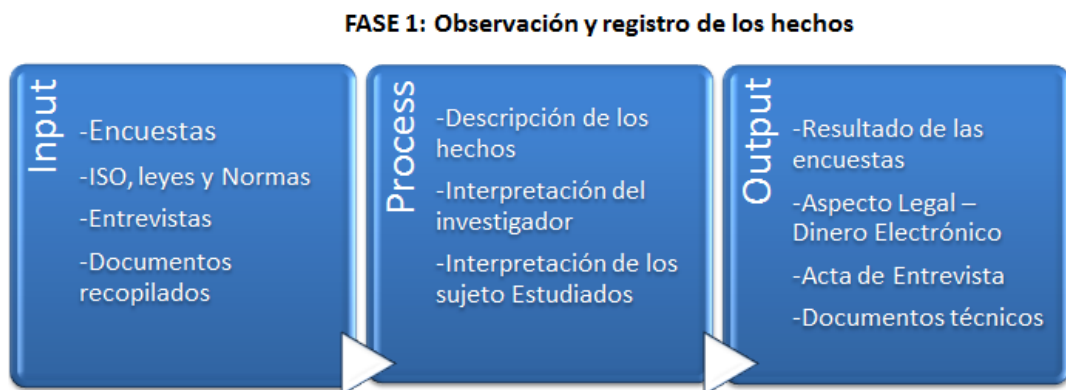 FASE 1: Observación y registro de los hechos
Input
-Encuestas
-ISO, leyes y Normas
-Entrevistas
-Documentos
recopilados
Process
-Descripción de los
hechos
-Interpretación del
investigador
-Interpretación de los
sujeto Estudiados
Output
-Resultado de las
encuestas
-Aspecto Legal –
Dinero Electrónico
-Acta de Entrevista
-Documentos técnicos